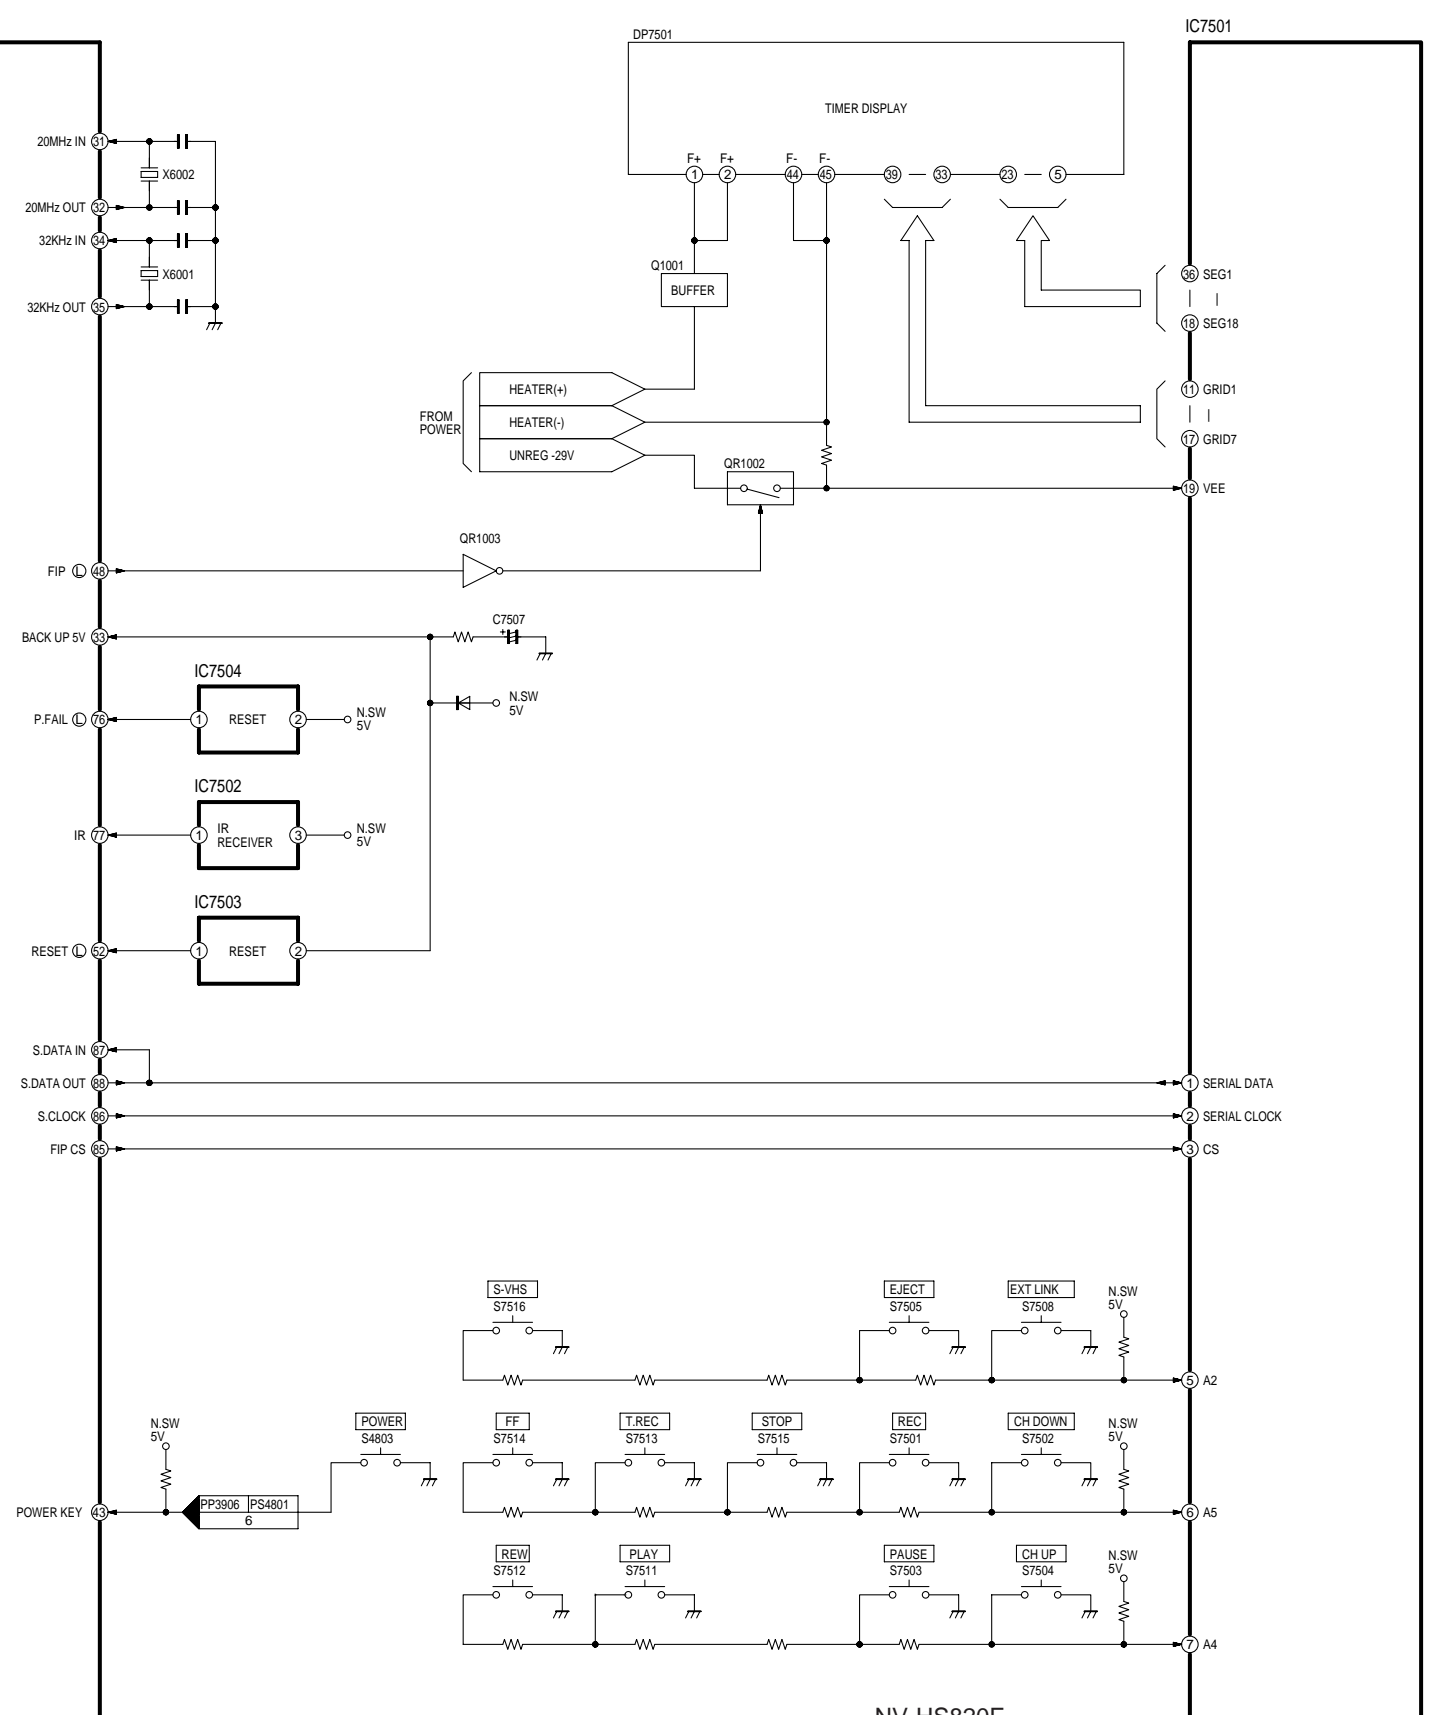 IC7501
DP7501
TIMER DISPLAY
F+ F+ F- F-
1 2 44 45 39 — 33 23 — 5
20MHz IN 31
X6002
20MHz OUT 32
32KHz IN 34
X6001
32KHz OUT 35
Q1001
BUFFER
36 SEG1
18 SEG18
FROM
POWER
HEATER(+)
HEATER(-)
UNREG -29V
11 GRID1
17 GRID7
QR1002
19 VEE
QR1003
FIP L 48
C7507
+
BACK UP 5V 33
IC7504
P.FAIL L 76
1 RESET 2
N.SW
5V
N.SW
5V
IC7502
IR 77
1 IR
RECEIVER 3
N.SW
5V
IC7503
RESET L 52
1 RESET 2
S.DATA IN 87
S.DATA OUT 88
1 SERIAL DATA
S.CLOCK 86
2 SERIAL CLOCK
FIP CS 85
3 CS
S-VHS
S7516
EJECT
S7505
EXT LINK
S7508
N.SW
5V
5 A2
N.SW
5V
POWER
S4803
FF
S7514
T.REC
S7513
STOP
S7515
REC
S7501
CH DOWN
S7502
N.SW
5V
POWER KEY 43
PP3906 PS4801
6
6 A5
REW
S7512
PLAY
S7511
PAUSE
S7503
CH UP
S7504
N.SW
5V
7 A4